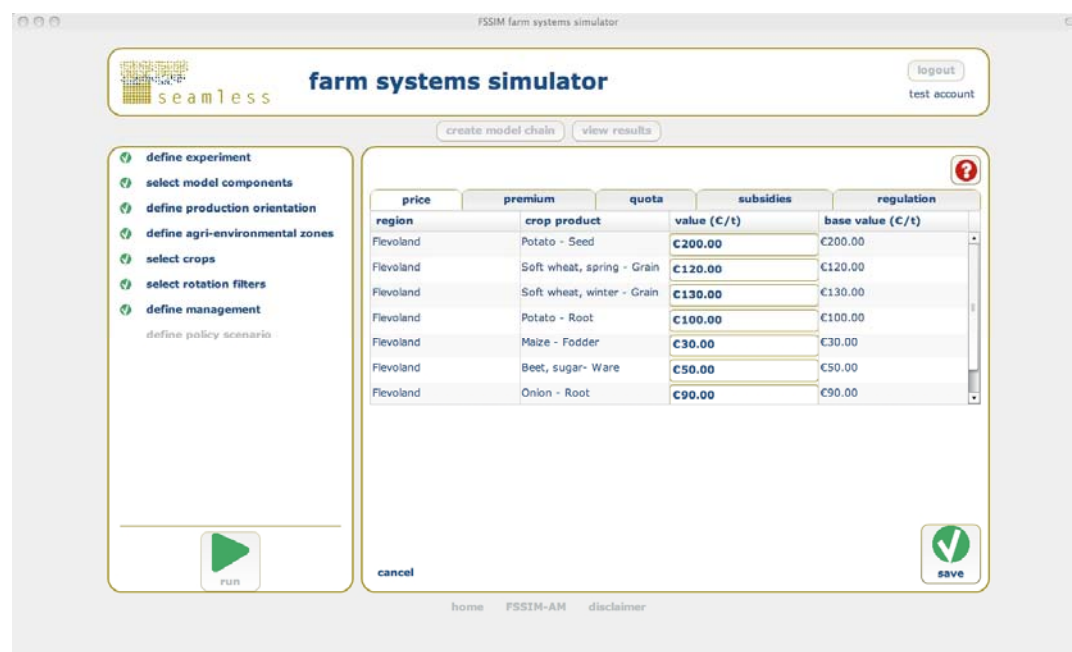 FSSIM farm systems simulator
seamless
farm systems simulator
logout
test account
create model chain view results
define experiment
select model components
define production orientation
define agri-environmental zones
select crops
select rotation filters
define management
define policy scenario
run
price premium quota subsidies regulation
region crop product value (€/t) base value (€/t)
Flevoland Potato - Seed €200.00 €200.00
Flevoland Soft wheat, spring - Grain €120.00 €120.00
Flevoland Soft wheat, winter - Grain €130.00 €130.00
Flevoland Potato - Root €100.00 €100.00
Flevoland Maize - Fodder €30.00 €30.00
Flevoland Beet, sugar- Ware €50.00 €50.00
Flevoland Onion - Root €90.00 €90.00
cancel
save
home FSSIM-AM disclaimer